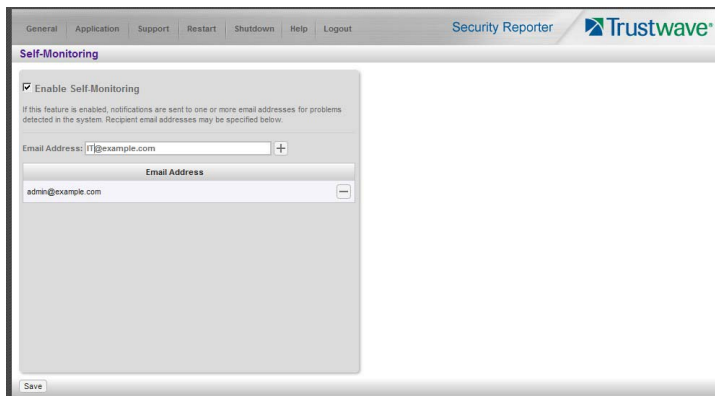 General Application Support Restart Shutdown Help Logout
Security Reporter
Trustwave®
Self-Monitoring
Enable Self-Monitoring
If this feature is enabled, notifications are sent to one or more email addresses for problems
detected in the system. Recipient email addresses may be specified below.
Email Address: IT@example.com
Email Address
admin@example.com
Save